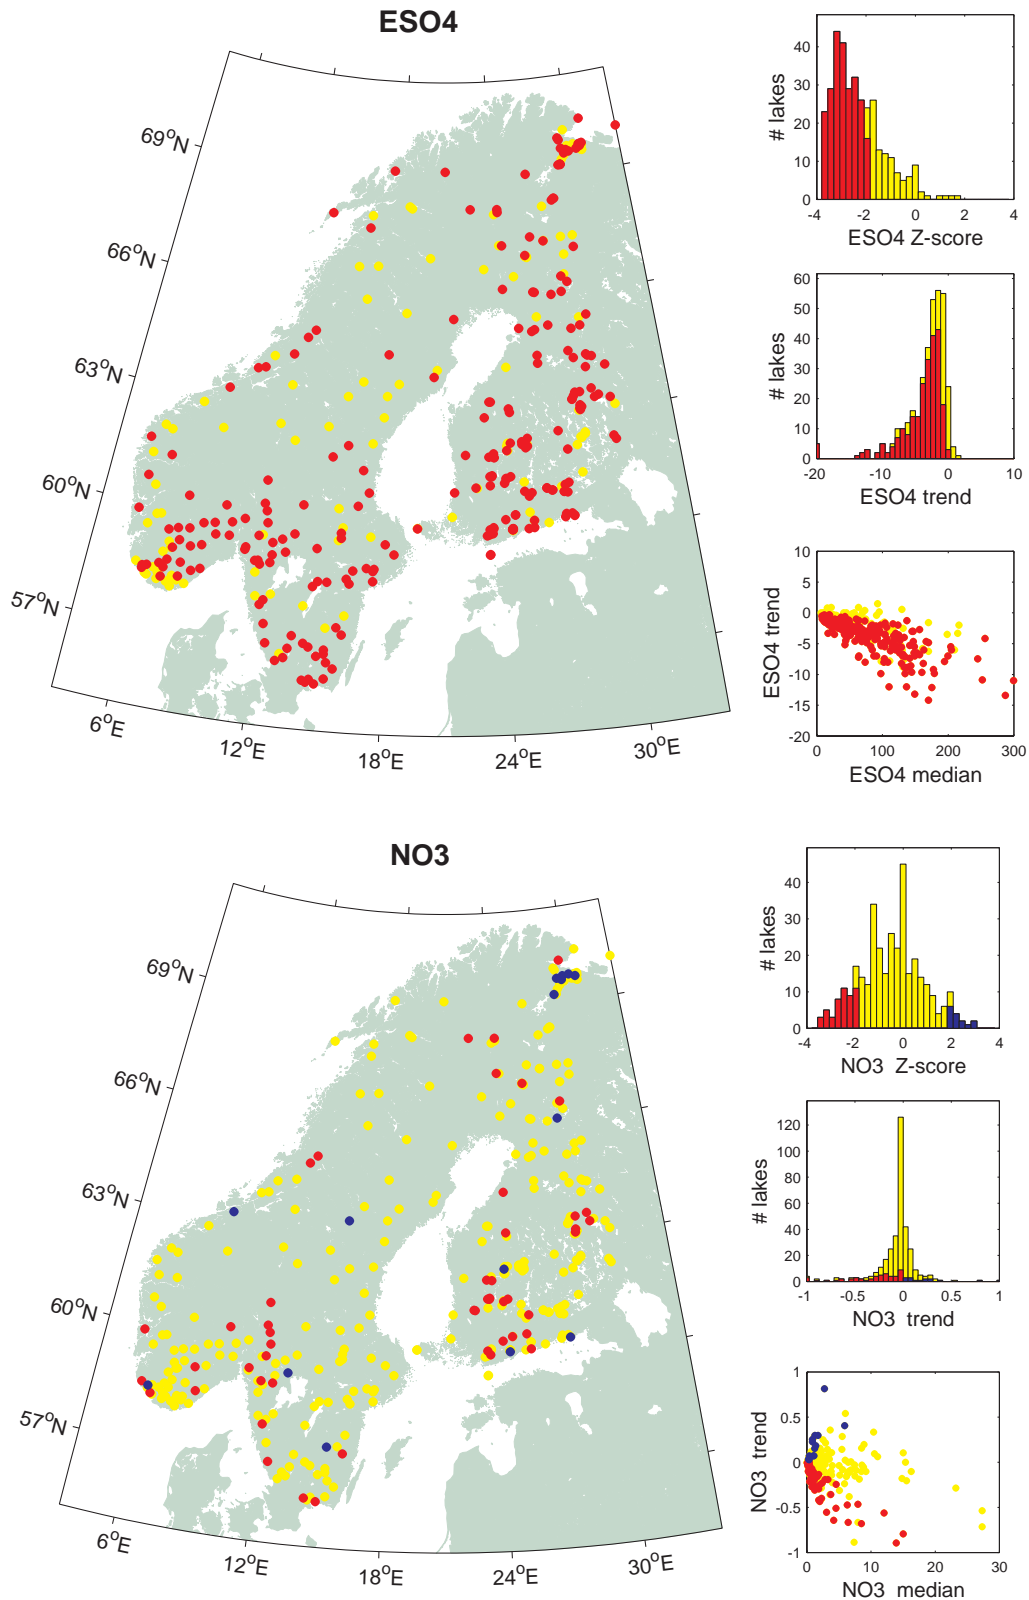 ESO4
69°N
66°N
63°N
60°N
57°N
6°E
12°E
18°E
24°E
30°E
# lakes
40
30
20
10
0
-4
-2
0
2
4
ESO4 Z-score
# lakes
60
50
40
30
20
10
0
-20
-10
0
10
ESO4 trend
ESO4 trend
10
5
0
-5
-10
-15
-20
0
100
200
300
ESO4 median
NO3
69°N
66°N
63°N
60°N
57°N
6°E
12°E
18°E
24°E
30°E
# lakes
40
30
20
10
0
-4
-2
0
2
4
NO3 Z-score
# lakes
120
100
80
60
40
20
0
-1
-0.5
0
0.5
1
NO3 trend
NO3 trend
1
0.5
0
-0.5
-1
0
10
20
30
NO3 median